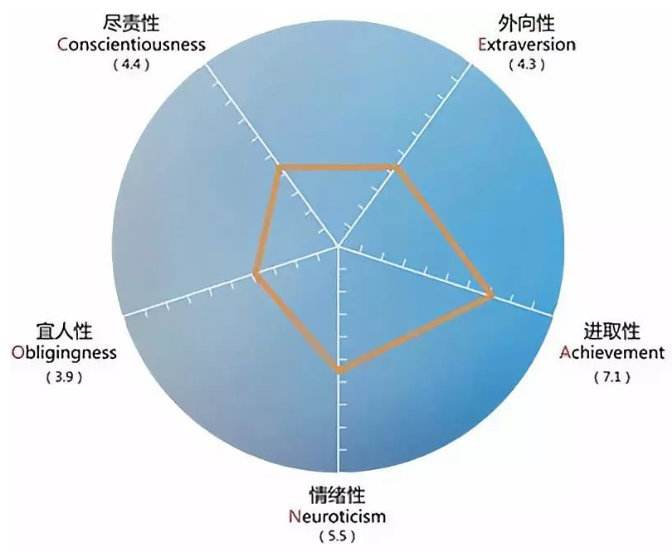 尽责性
Conscientiousness
(4.4)
外向性
Extraversion
(4.3)
宜人性
Obligingness
(3.9)
进取性
Achievement
(7.1)
情绪性
Neuroticism
(5.5)